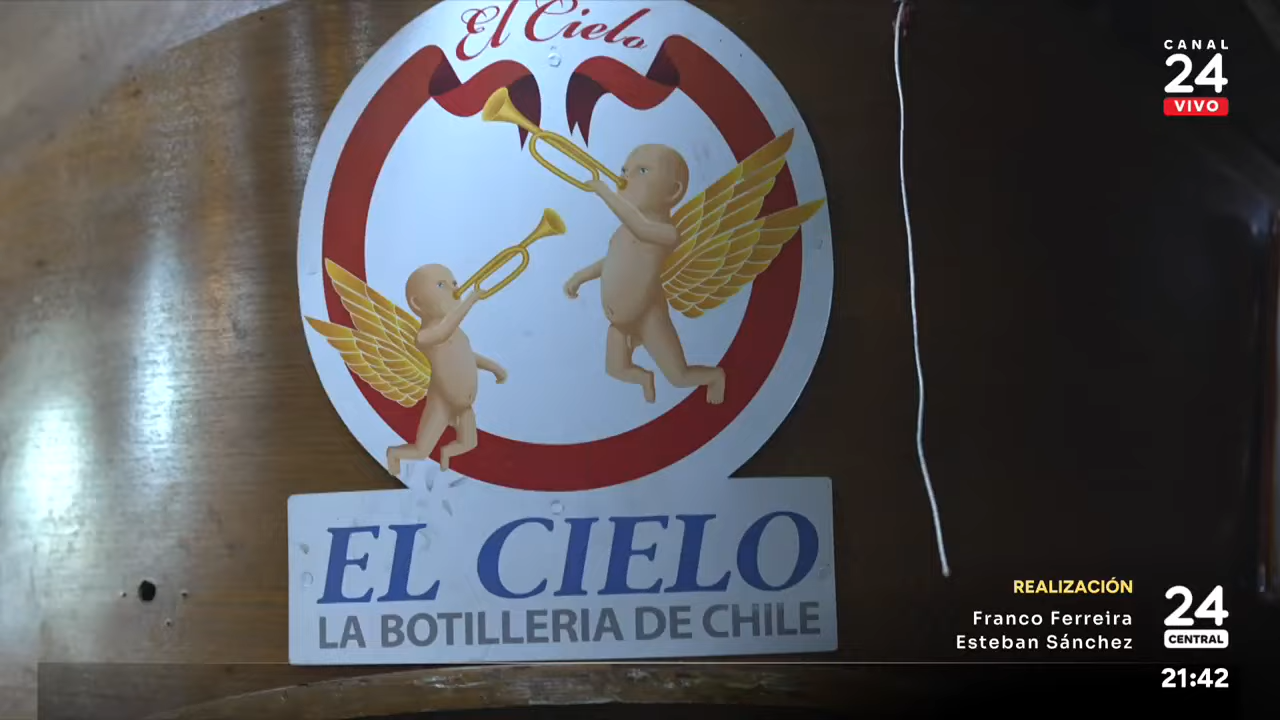 El Cielo
CANAL
24
VIVO
EL CIELO
LA BOTILLERIA DE CHILE
REALIZACIÓN
Franco Ferreira
Esteban Sánchez
24
CENTRAL
21:42